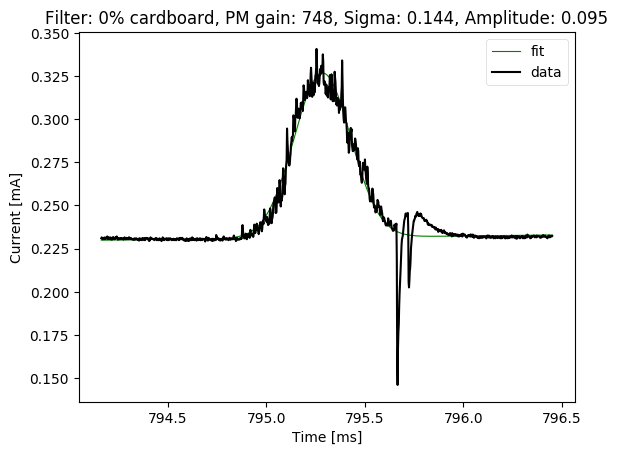 Filter: 0% cardboard, PM gain: 748, Sigma: 0.144, Amplitude: 0.095
fit
data
0.350
0.325
0.300
0.275
0.250
0.225
0.200
0.175
0.150
Current [mA]
794.5 795.0 795.5 796.0 796.5
Time [ms]